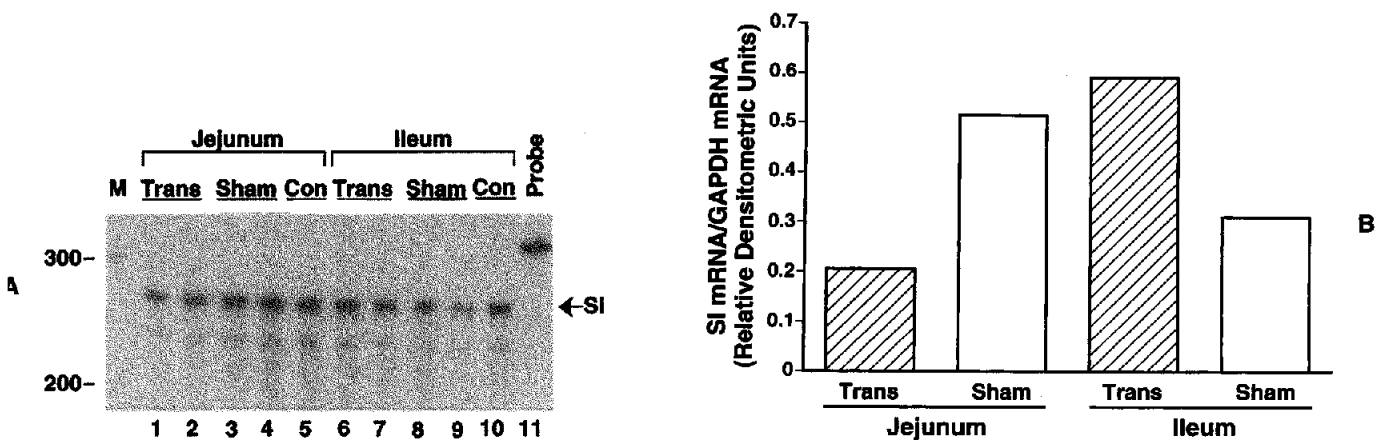 A
Jejunum Ileum
M Trans Sham Con Trans Sham Con Probe
300-
200-
←SI
1 2 3 4 5 6 7 8 9 10 11
B
SI mRNA/GAPDH mRNA
(Relative Densitometric Units)
0.7
0.6
0.5
0.4
0.3
0.2
0.1
0
Trans Sham Trans Sham
Jejunum Ileum